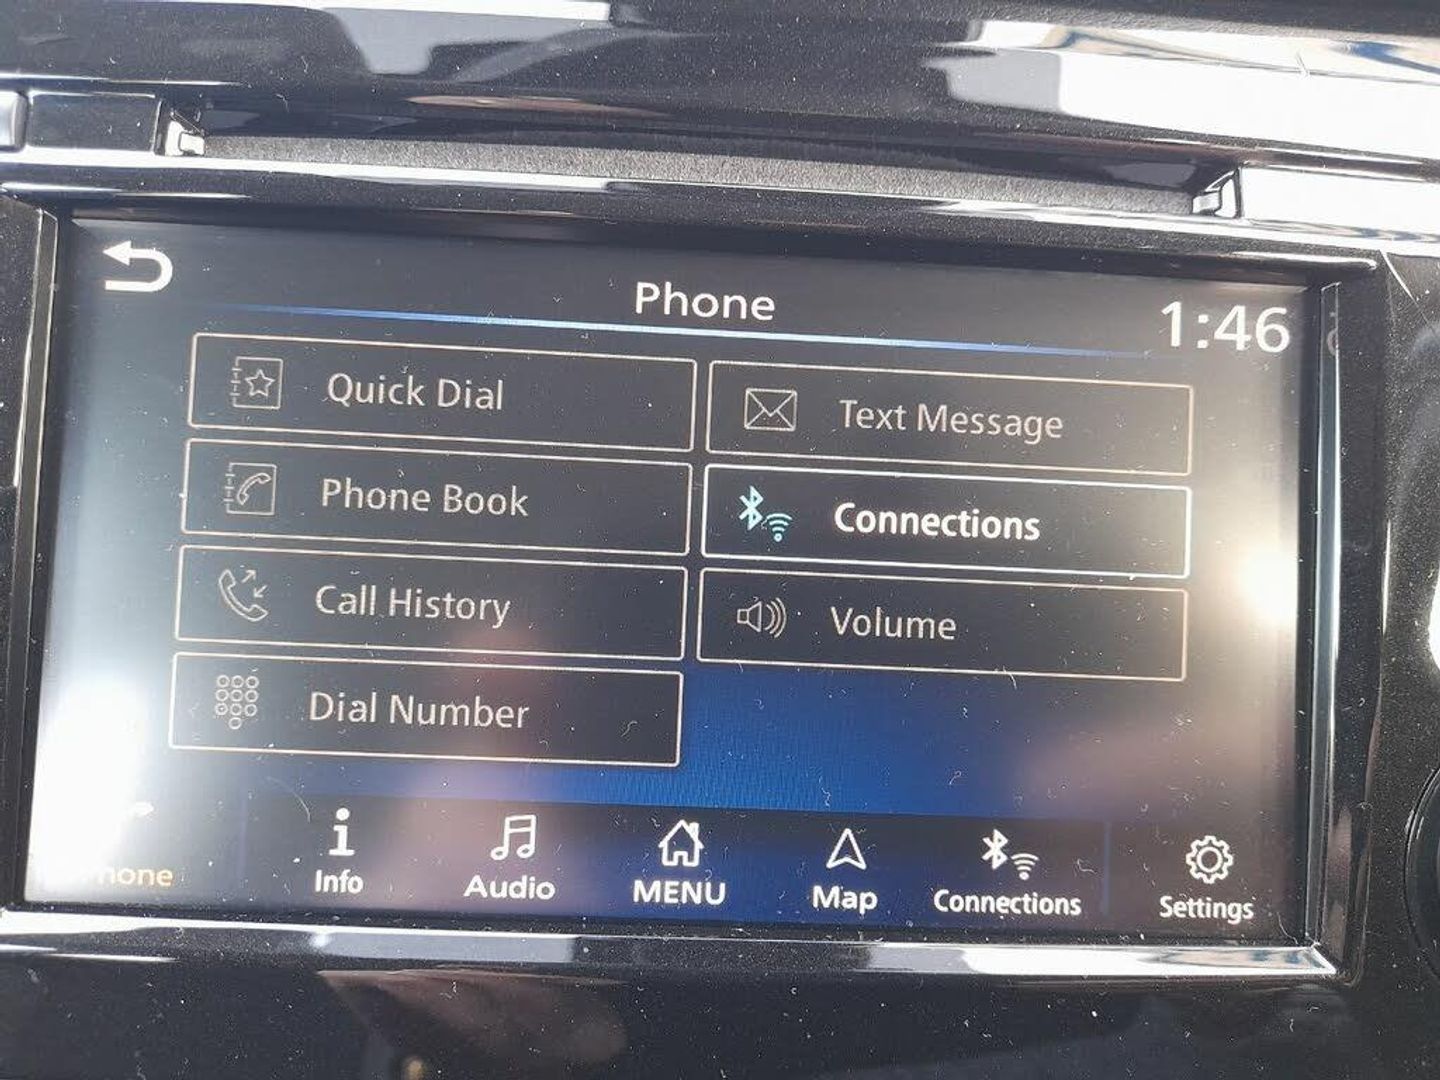 Phone
1:46
Quick Dial
Text Message
Phone Book
Connections
Call History
Volume
Dial Number
Info
Audio
MENU
Map
Connections
Settings